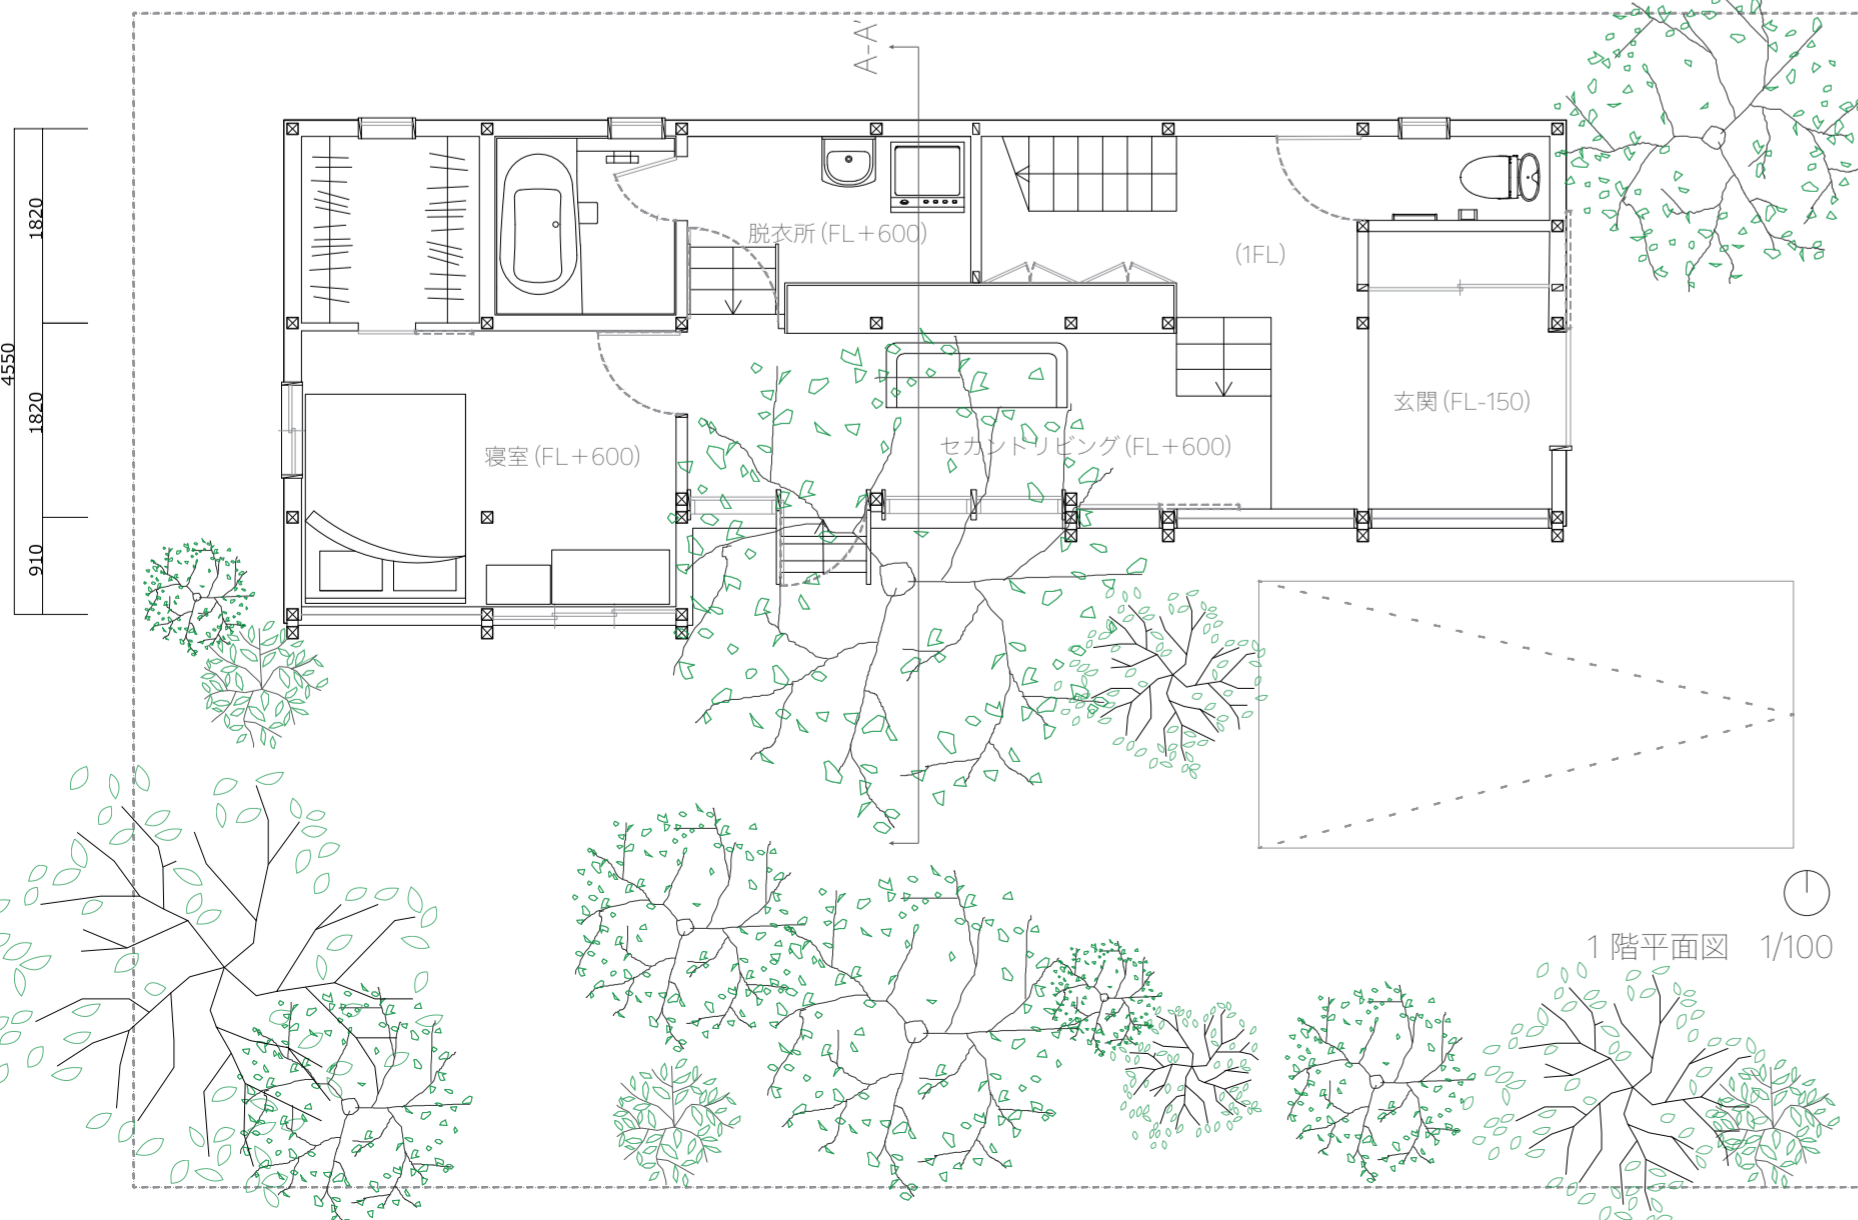 A-A'
1820
4550
1820
910
脱衣所 (FL+600)
(1FL)
玄関 (FL-150)
寝室 (FL+600)
セカントリビング (FL+600)
1 階平面図 1/100